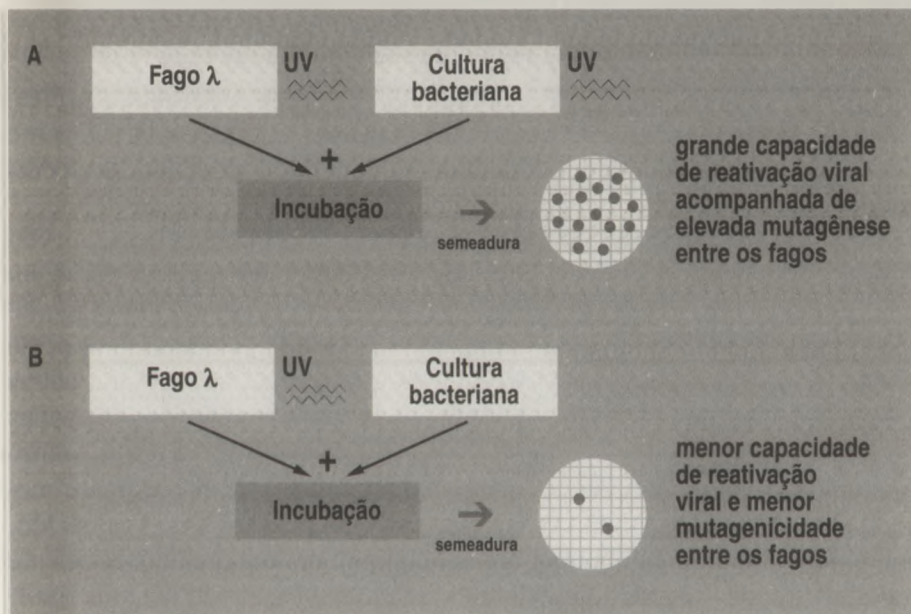 A
Fago λ
UV
Cultura
bacteriana
UV
+
Incubação
semeadura
grande capacidade
de reativação viral
acompanhada de
elevada mutagênese
entre os fagos
B
Fago λ
UV
Cultura
bacteriana
+
Incubação
semeadura
menor capacidade
de reativação
viral e menor
mutagenicidade
entre os fagos